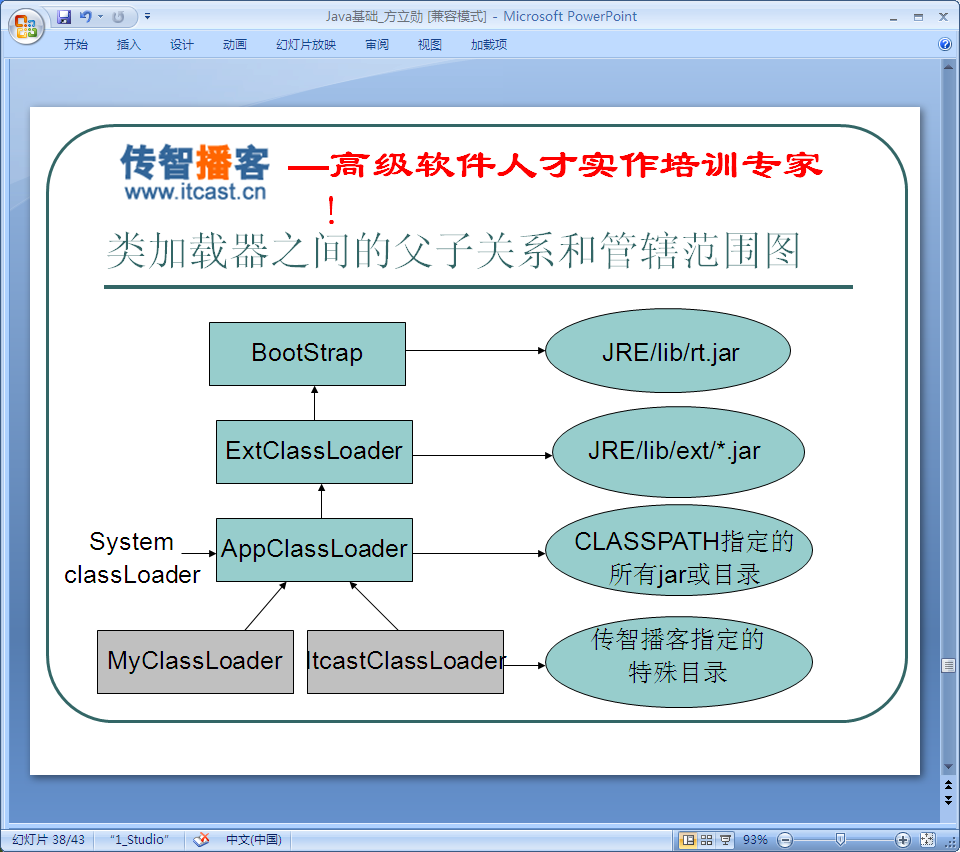 Java基础_方立勋 [兼容模式] - Microsoft PowerPoint
开始 插入 设计 动画 幻灯片放映 审阅 视图 加载项
传智播客 —高级软件人才实作培训专家
www.itcast.cn
!
类加载器之间的父子关系和管辖范围图
BootStrap JRE/lib/rt.jar
ExtClassLoader JRE/lib/ext/*.jar
System
classLoader
AppClassLoader
CLASSPATH指定的
所有jar或目录
MyClassLoader ItcastClassLoader
传智播客指定的
特殊目录
幻灯片 38/43 "1_Studio" 中文(中国) 93%